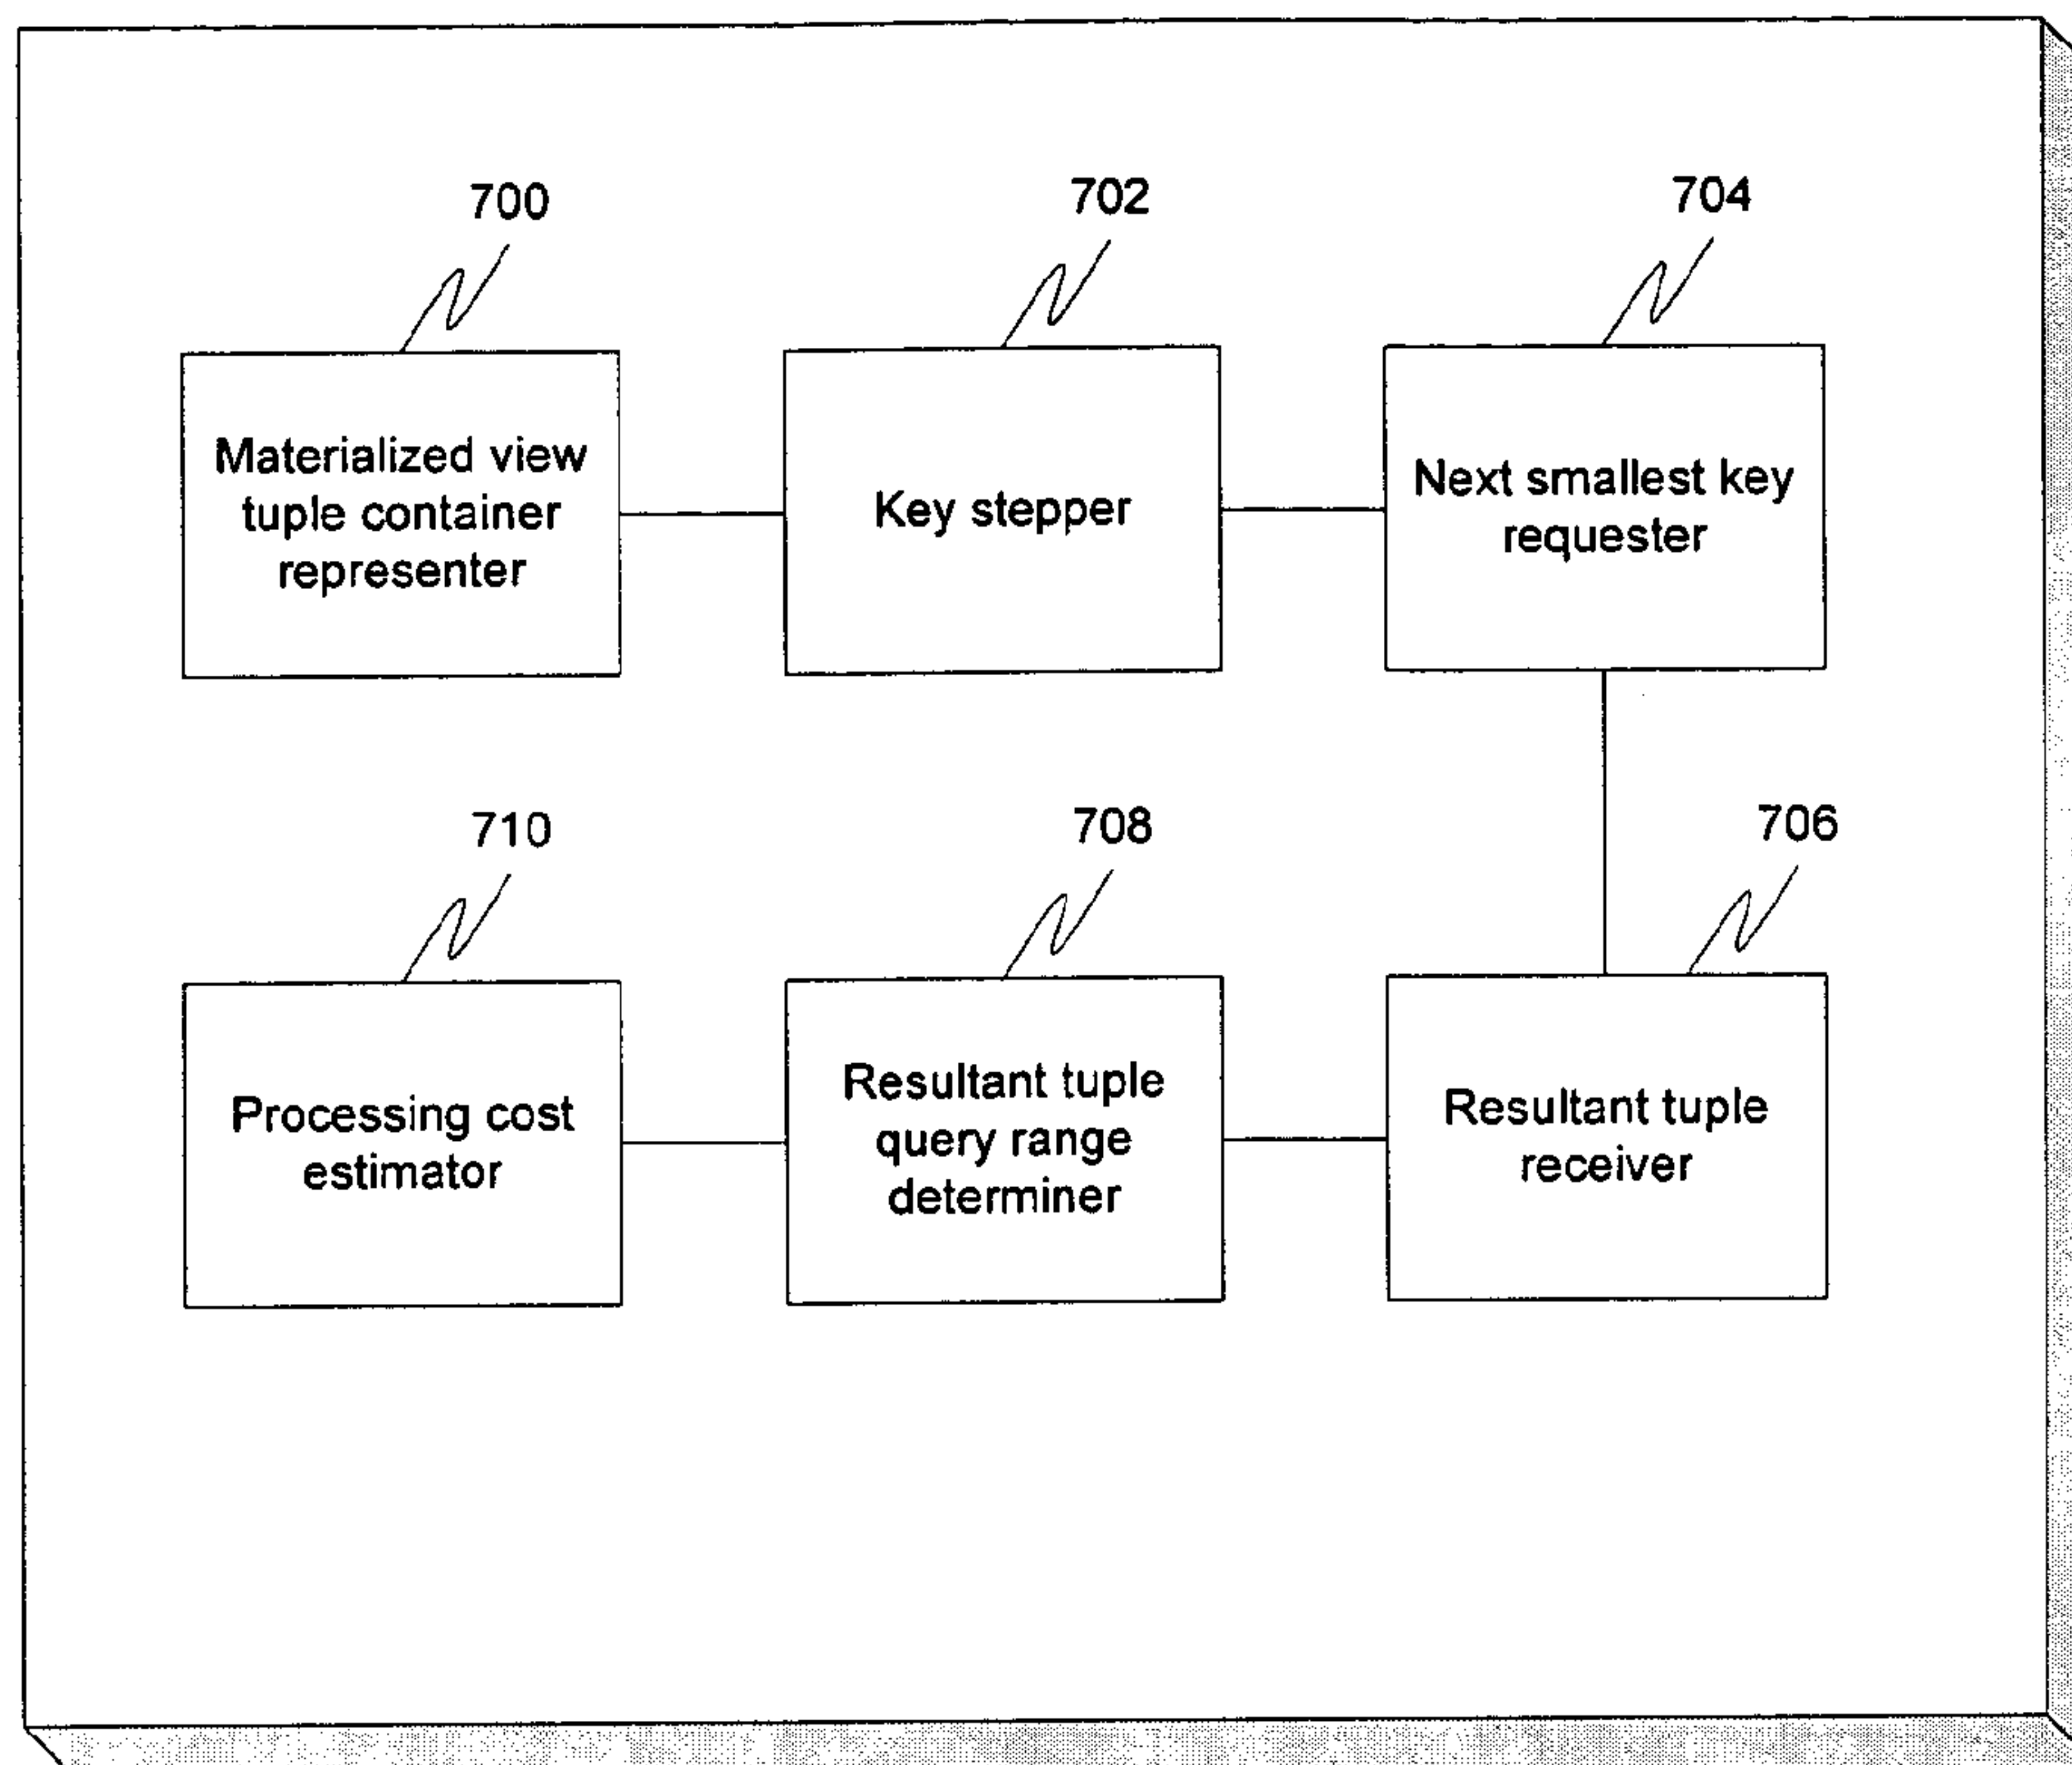 700
702
704
Materialized view
tuple container
representer
Key stepper
Next smallest key
requester
710
708
706
Processing cost
estimator
Resultant tuple
query range
determiner
Resultant tuple
receiver